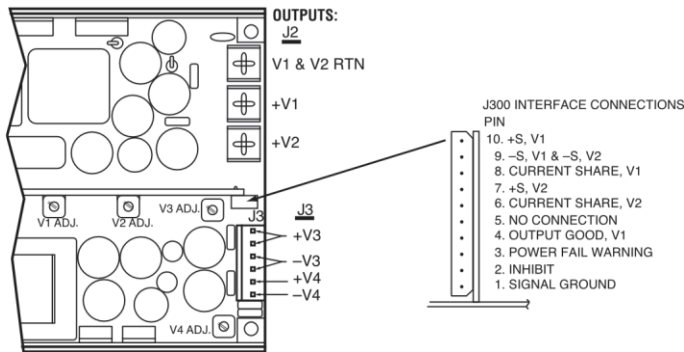 OUTPUTS:
J2
V1 & V2 RTN
+V1
+V2
V1 ADJ.
V2 ADJ.
V3 ADJ.
J3
J3
+V3
–V3
+V4
–V4
V4 ADJ.
J300 INTERFACE CONNECTIONS
PIN
10. +S, V1
9. –S, V1 & –S, V2
8. CURRENT SHARE, V1
7. +S, V2
6. CURRENT SHARE, V2
5. NO CONNECTION
4. OUTPUT GOOD, V1
3. POWER FAIL WARNING
2. INHIBIT
1. SIGNAL GROUND